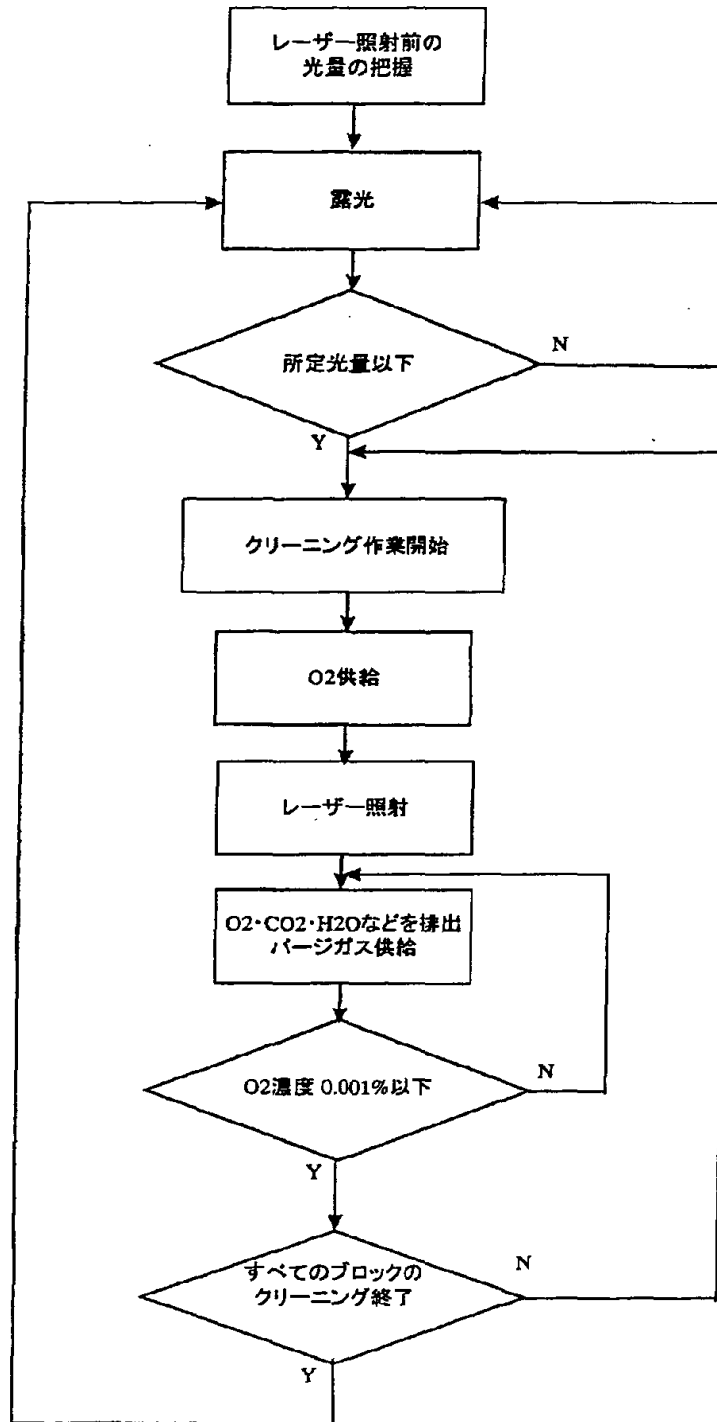 レーザー照射前の
光量の把握
露光
所定光量以下
N
Y
クリーニング作業開始
O2供給
レーザー照射
O2・CO2・H2Oなどを排出
パージガス供給
O2濃度 0.001%以下
N
Y
すべてのブロックの
クリーニング終了
N
Y